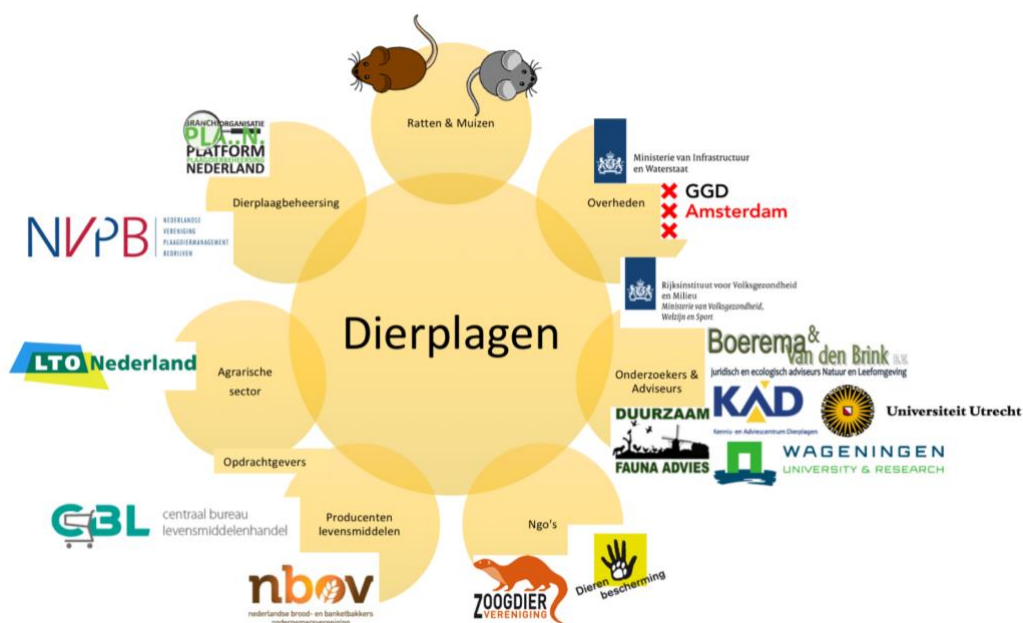 Ratten & Muizen
BRANCHEORGANISATIE
PLA..N.
PLATFORM
PLAAGDIERBEHEERSING
NEDERLAND
Dierplaagbeheersing
Ministerie van Infrastructuur
en Waterstaat
Overheden
GGD
Amsterdam
NVPB
NEDERLANDSE
VERENIGING
PLAAGDIERMANAGEMENT
BEDRIJVEN
Rijksinstituut voor Volksgezondheid
en Milieu
Ministerie van Volksgezondheid,
Welzijn en Sport
Dierplagen
Boerema &
van den Brink B.V.
juridisch en ecologisch adviseurs Natuur en Leefomgeving
LTO Nederland
Agrarische
sector
Onderzoekers &
Adviseurs
KAD
Kennis- en Adviescentrum Dierplagen
Universiteit Utrecht
DUURZAAM
FAUNA ADVIES
WAGENINGEN
UNIVERSITY & RESEARCH
Opdrachtgevers
CBL
centraal bureau
levensmiddelenhandel
Producenten
levensmiddelen
Ngo's
nbov
nederlandse brood- en banketbakkers
ondernemersvereniging
ZOOGDIER
VERENIGING
Dieren
bescherming